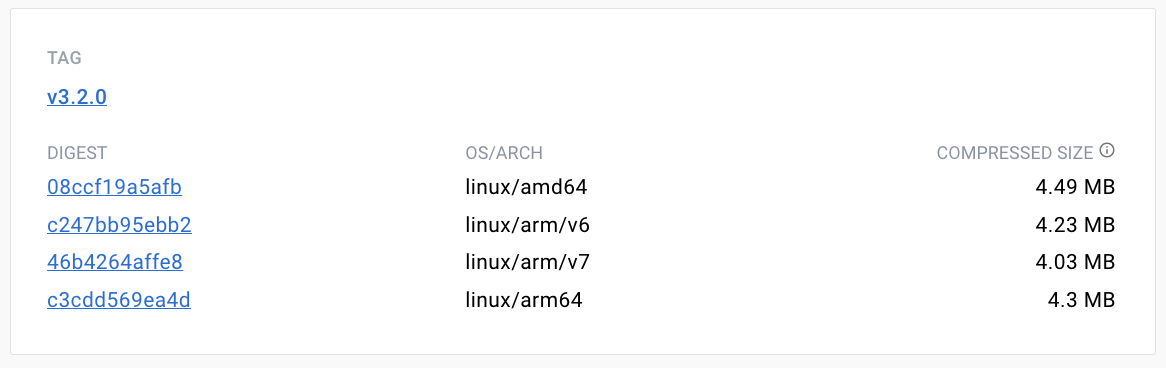 TAG
v3.2.0
DIGEST OS/ARCH COMPRESSED SIZE
08ccf19a5afb linux/amd64 4.49 MB
c247bb95ebb2 linux/arm/v6 4.23 MB
46b4264affe8 linux/arm/v7 4.03 MB
c3cdd569ea4d linux/arm64 4.3 MB